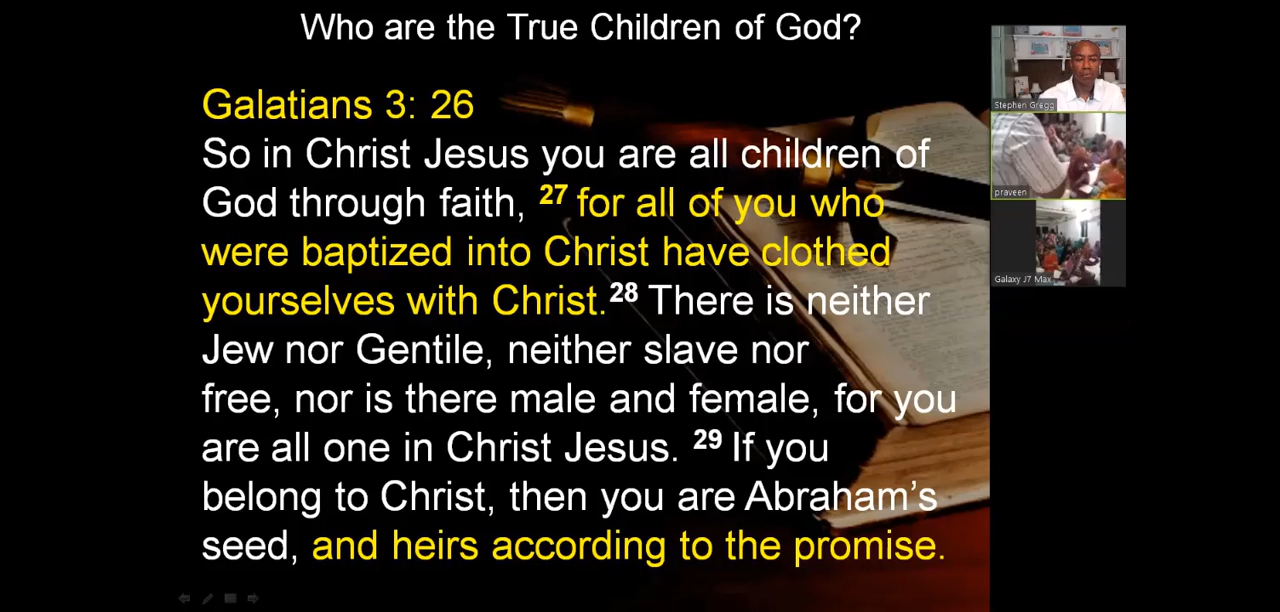 Who are the True Children of God?
Galatians 3: 26
So in Christ Jesus you are all children of
God through faith, 27 for all of you who
were baptized into Christ have clothed
yourselves with Christ.28 There is neither
Jew nor Gentile, neither slave nor
free, nor is there male and female, for you
are all one in Christ Jesus. 29 If you
belong to Christ, then you are Abraham’s
seed, and heirs according to the promise.
Stephen Gregg
praveen
Galaxy J7 Max